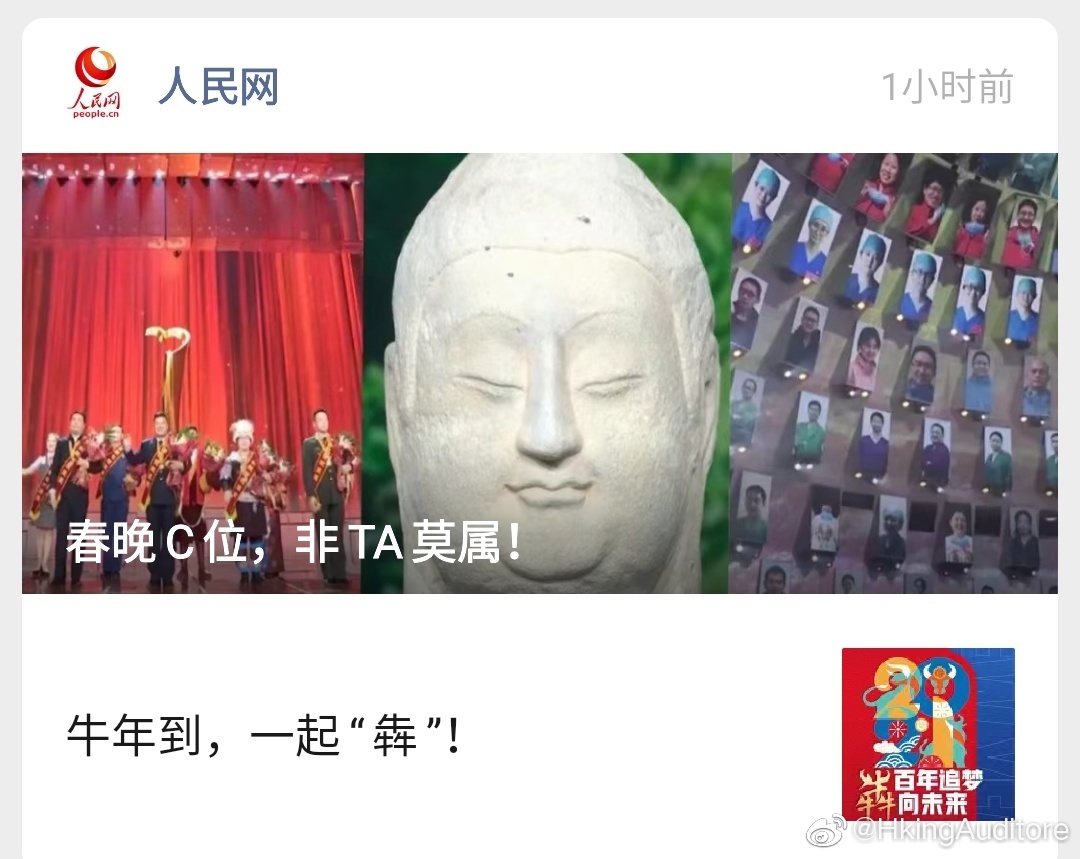 人民网
people.cn
人民网
1小时前
春晚C位，非TA莫属！
牛年到，一起“犇”！
犇
百年追梦
向未来
@HkingAuditore